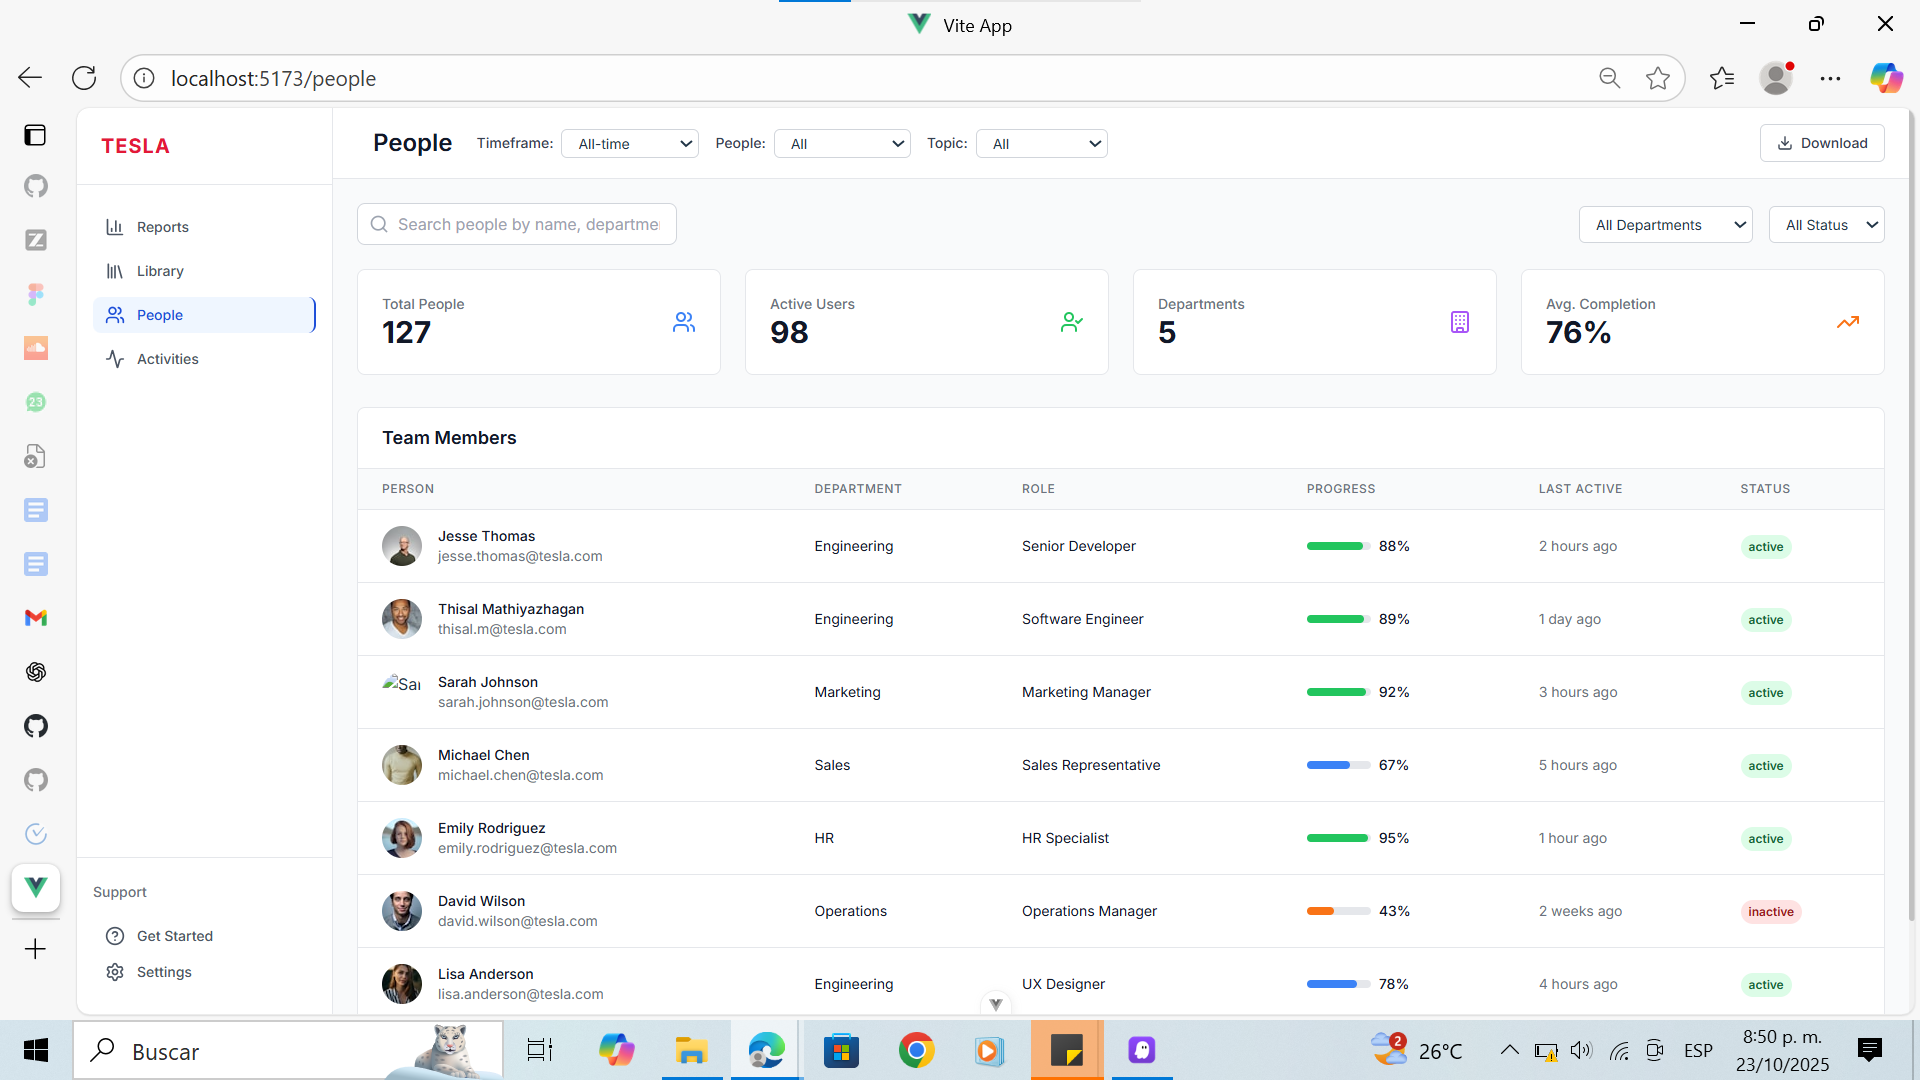 Vite App
localhost:5173/people
TESLA
People
Timeframe:
All-time
People:
All
Topic:
All
Download
Reports
Library
People
Activities
Search people by name, departme
All Departments
All Status
Total People
127
Active Users
98
Departments
5
Avg. Completion
76%
Team Members
PERSON DEPARTMENT ROLE PROGRESS LAST ACTIVE STATUS
Jesse Thomas
jesse.thomas@tesla.com
Engineering
Senior Developer
88%
2 hours ago
active
Thisal Mathiyazhagan
thisal.m@tesla.com
Engineering
Software Engineer
89%
1 day ago
active
Sar
Sarah Johnson
sarah.johnson@tesla.com
Marketing
Marketing Manager
92%
3 hours ago
active
Michael Chen
michael.chen@tesla.com
Sales
Sales Representative
67%
5 hours ago
active
Emily Rodriguez
emily.rodriguez@tesla.com
HR
HR Specialist
95%
1 hour ago
active
David Wilson
david.wilson@tesla.com
Operations
Operations Manager
43%
2 weeks ago
inactive
Lisa Anderson
lisa.anderson@tesla.com
Engineering
UX Designer
78%
4 hours ago
active
Support
Get Started
Settings
23
Buscar
2
26°C
ESP
8:50 p. m.
23/10/2025